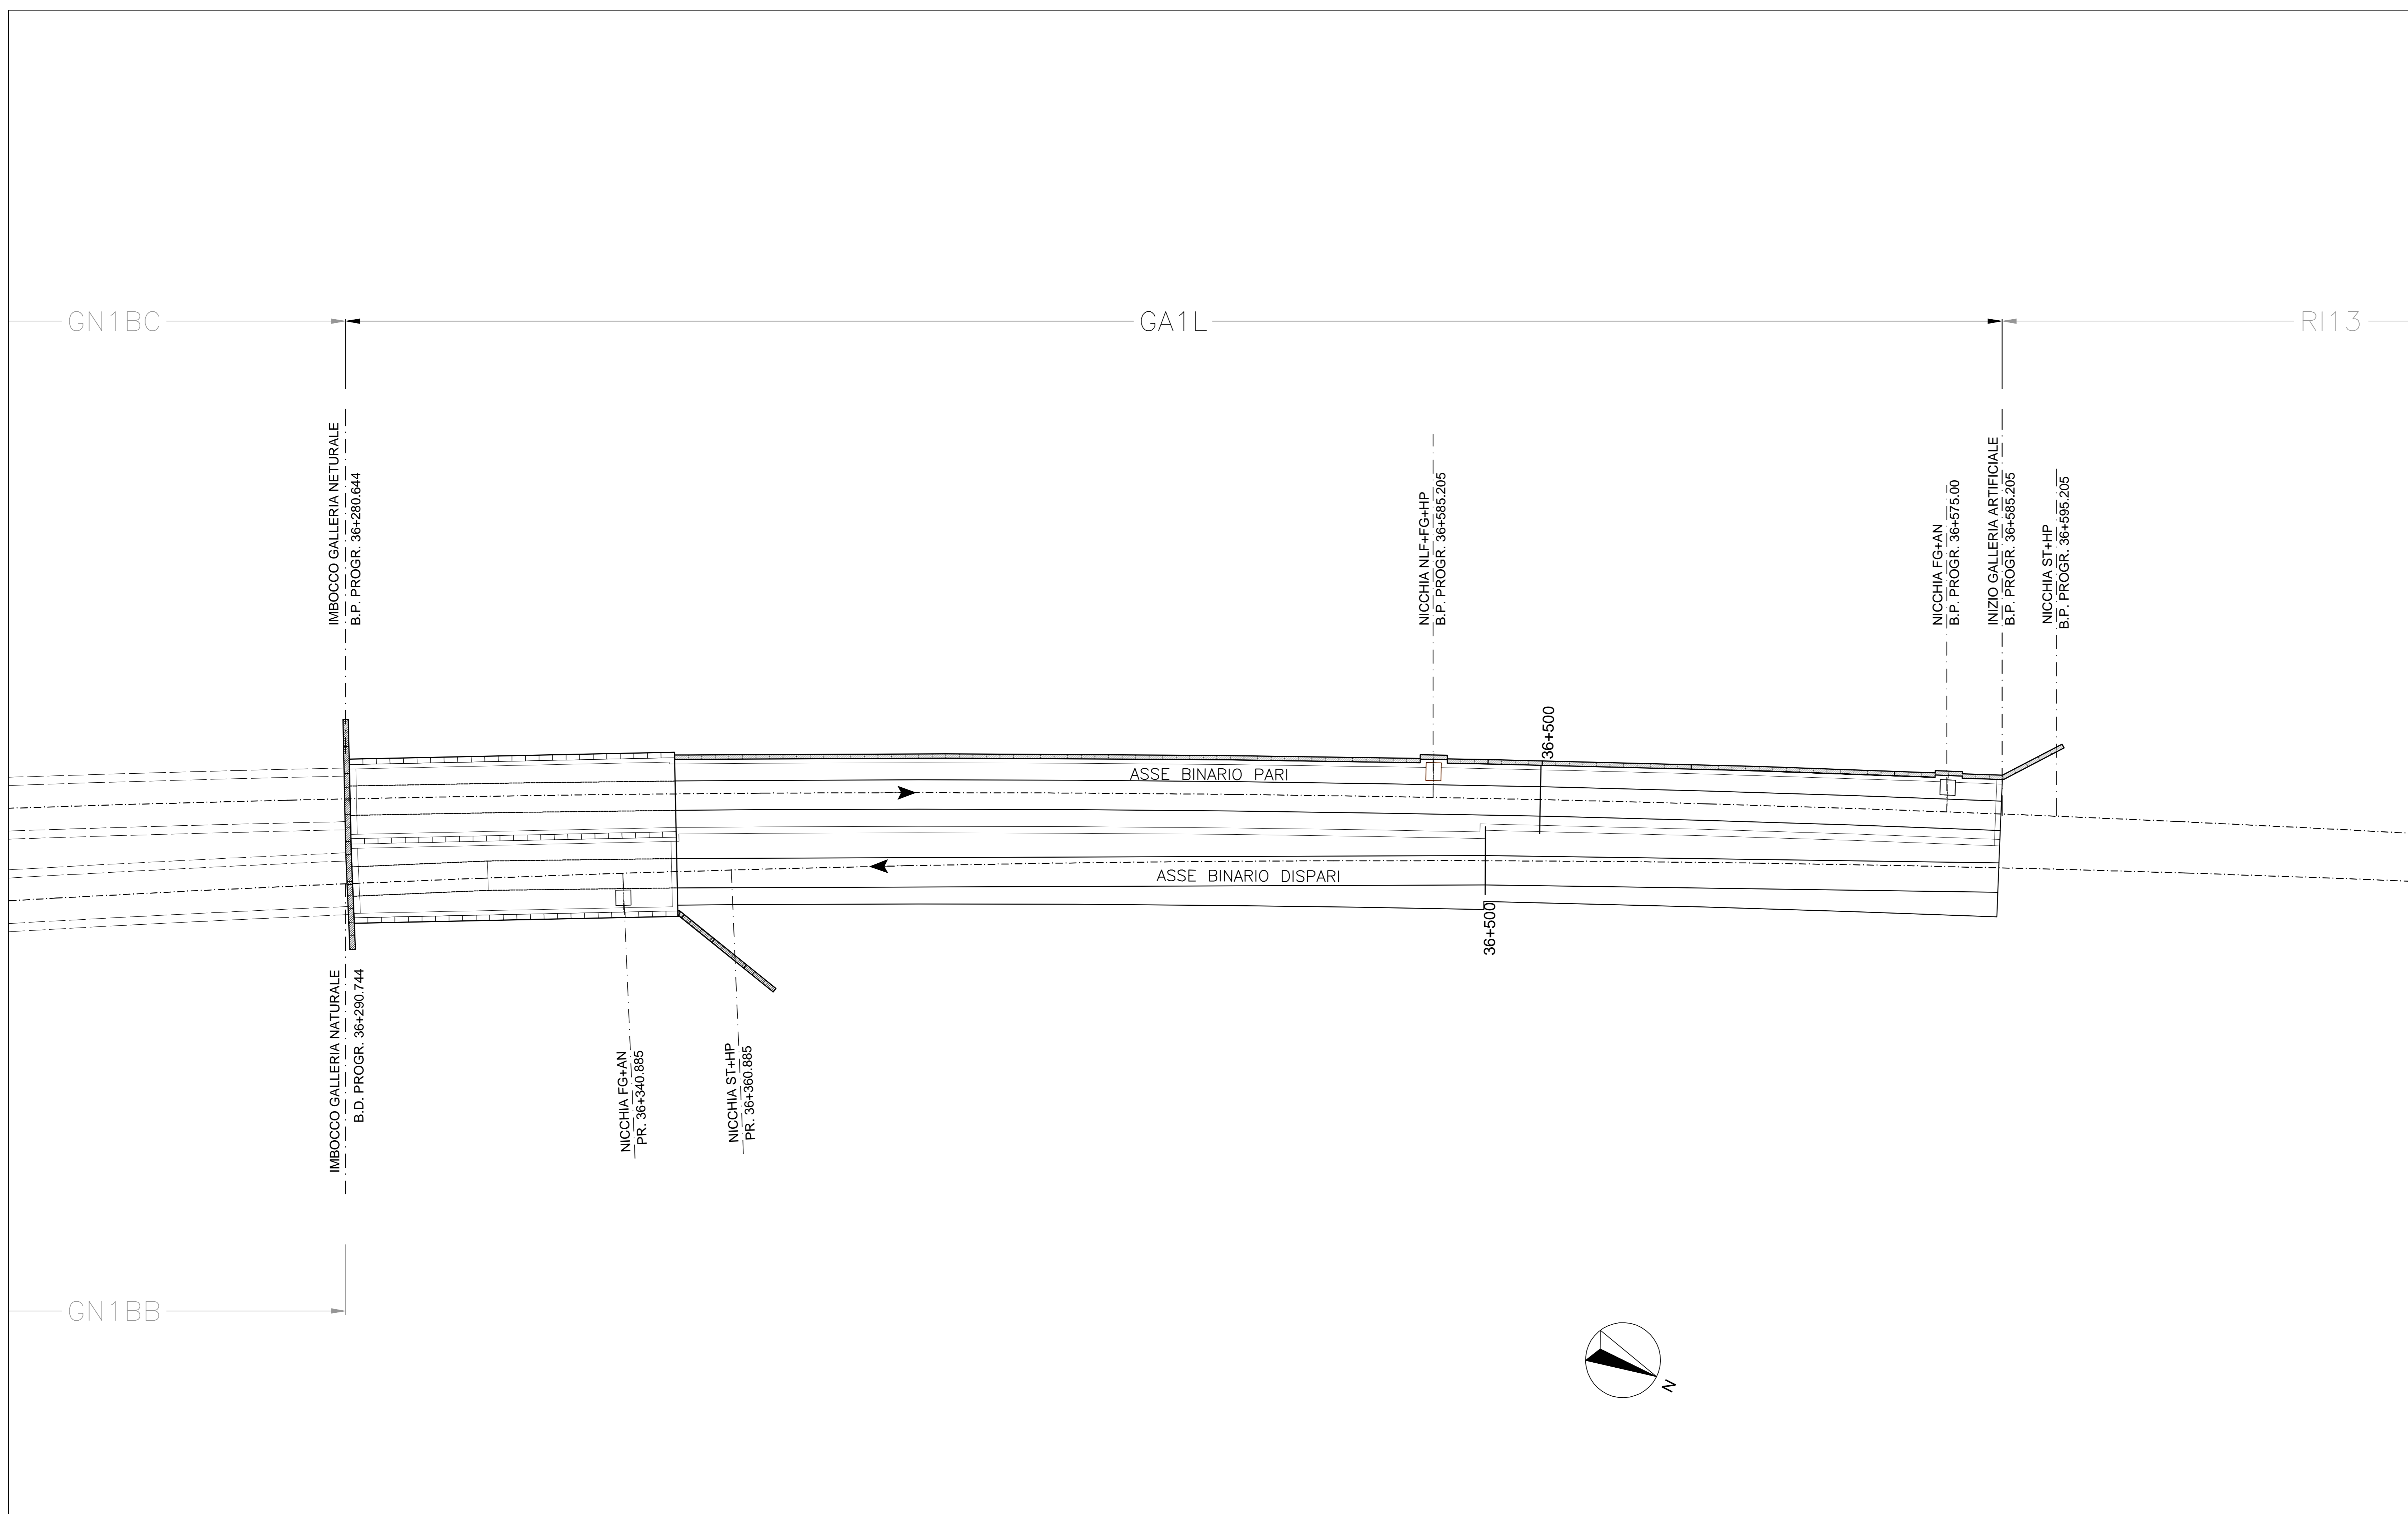 GN1BC
GA1L
RI13
IMBOCCO GALLERIA NETURALE
B.P. PROGR. 36+280.644
NICCHIA NLF+FG+HP
B.P. PROGR. 36+585.205
NICCHIA FG+AN
B.P. PROGR. 36+575.00
INIZIO GALLERIA ARTIFICIALE
B.P. PROGR. 36+585.205
NICCHIA ST+HP
B.P. PROGR. 36+595.205
36+500
ASSE BINARIO PARI
ASSE BINARIO DISPARI
36+500
IMBOCCO GALLERIA NATURALE
B.D. PROGR. 36+290.744
NICCHIA FG+AN
PR. 36+340.885
NICCHIA ST+HP
PR. 36+360.885
GN1BB
N